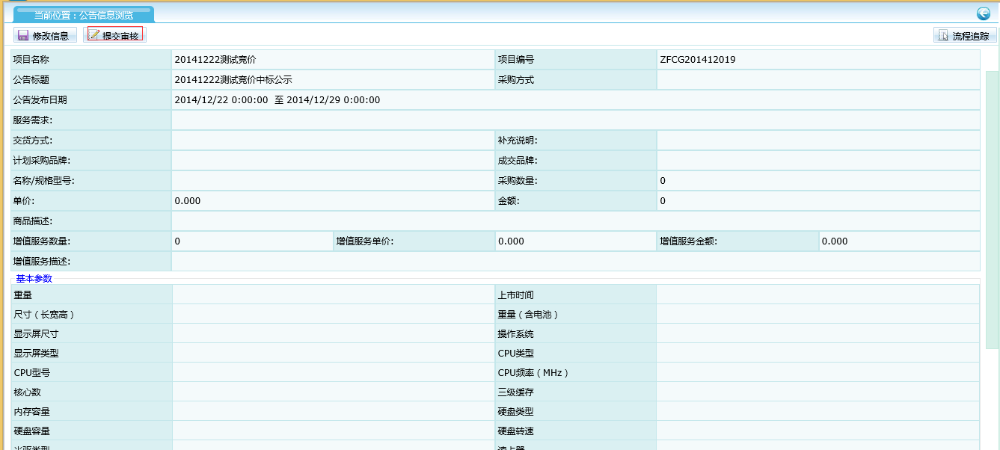 当前位置：公告信息浏览
修改信息 提交审核 流程追踪
项目名称 20141222测试竞价 项目编号 ZFCG201412019
公告标题 20141222测试竞价中标公示 采购方式
公告发布日期 2014/12/22 0:00:00 至 2014/12/29 0:00:00
服务需求:
交货方式: 补充说明:
计划采购品牌: 成交品牌:
名称/规格型号: 采购数量: 0
单价: 0.000 金额: 0
商品描述:
增值服务数量: 0 增值服务单价: 0.000 增值服务金额: 0.000
增值服务描述:
基本参数
重量 上市时间
尺寸（长宽高） 重量（含电池）
显示屏尺寸 操作系统
显示屏类型 CPU类型
CPU型号 CPU频率（MHz）
核心数 三级缓存
内存容量 硬盘类型
硬盘容量 硬盘转速
光驱类型 读卡器